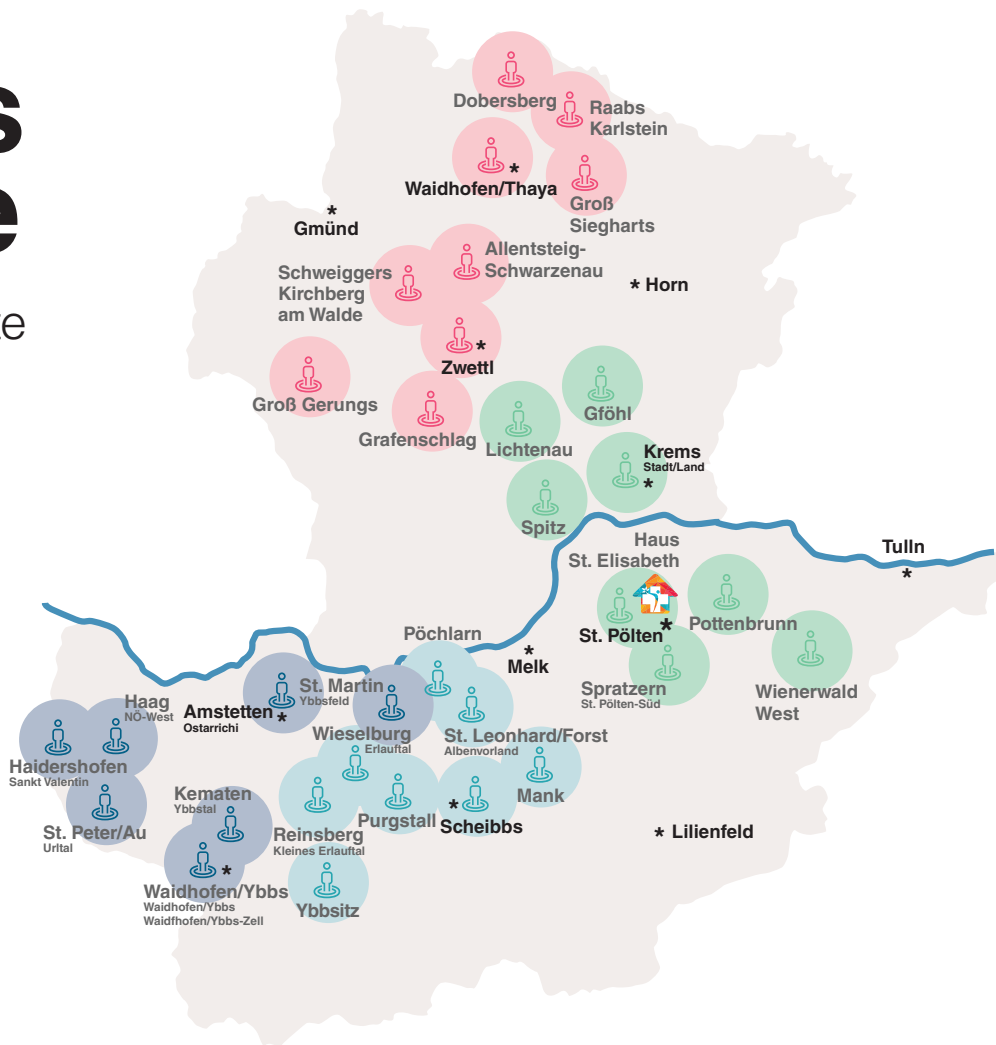 s
e
e
Dobersberg
Raabs
Karlstein
*
Waidhofen/Thaya
Groß
Siegharts
*
Gmünd
Allentsteig-
Schwarzenau
Schweiggers
Kirchberg
am Walde
* Horn
*
Zwettl
Groß Gerungs
Grafenschlag
Gföhl
Lichtenau
Krems
Stadt/Land
*
Spitz
Haus
St. Elisabeth
Tulln
*
St. Pölten *
Pottenbrunn
Pöchlarn
*
Melk
Spratzern
St. Pölten-Süd
Wienerwald
West
St. Martin
Ybbsfeld
Haag
NÖ-West
Amstetten *
Ostarrichi
Wieselburg
Erlauftal
St. Leonhard/Forst
Albenvorland
Haidershofen
Sankt Valentin
Kematen
Ybbstal
Mank
Purgstall
*
Scheibbs
St. Peter/Au
Urltal
Reinsberg
Kleines Erlauftal
* Lilienfeld
*
Waidhofen/Ybbs
Waidhofen/Ybbs
Waidfhofen/Ybbs-Zell
Ybbsitz